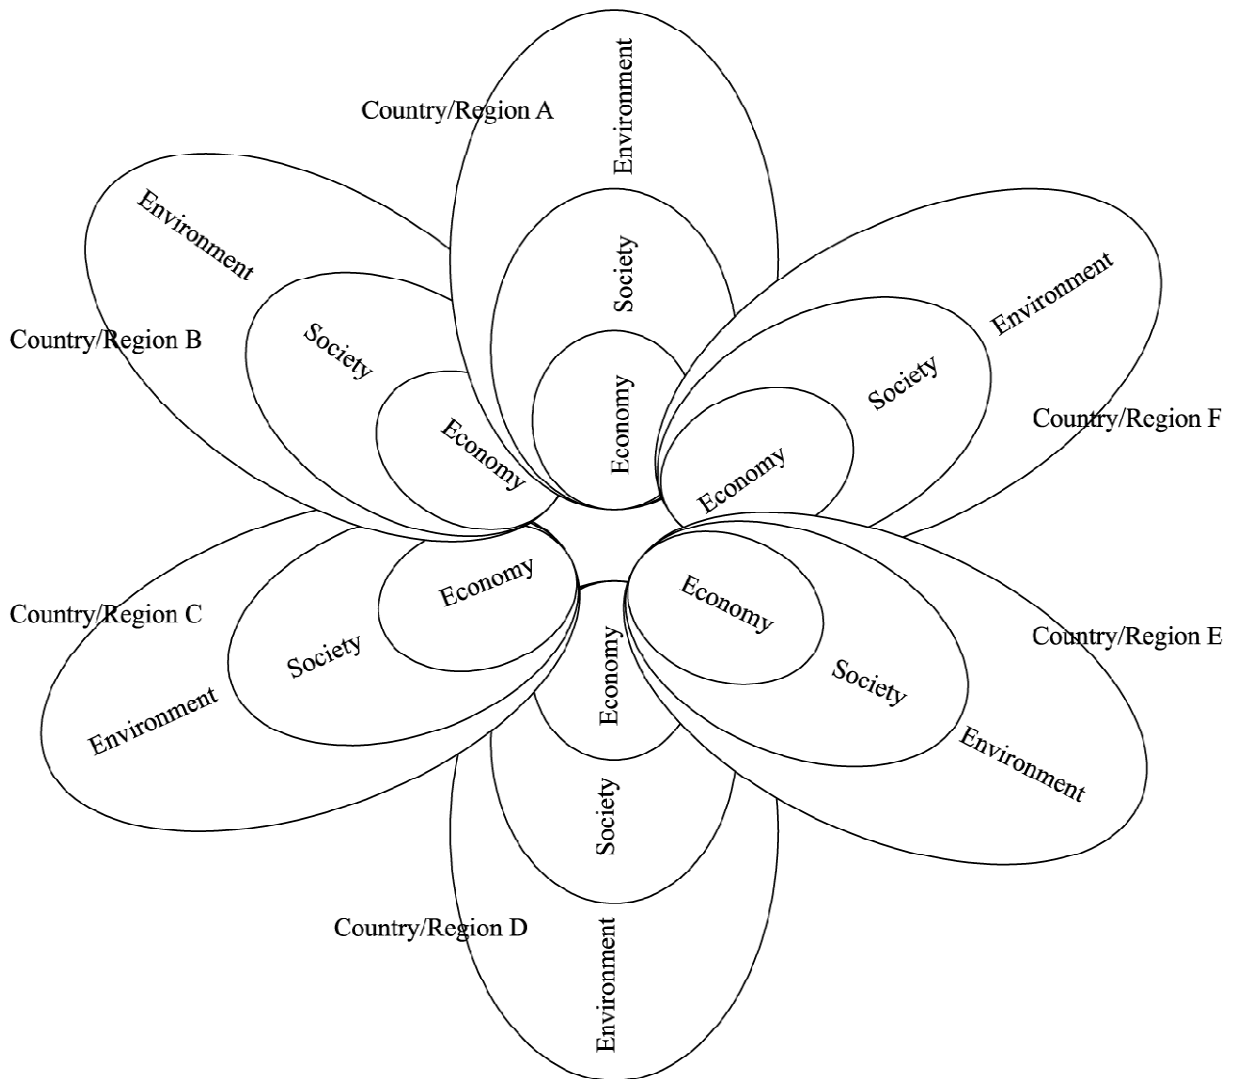 Country/Region A
Environment
Society
Economy
Country/Region B
Environment
Society
Economy
Environment
Society
Economy
Country/Region F
Country/Region C
Economy
Society
Environment
Economy
Society
Environment
Country/Region E
Economy
Society
Environment
Country/Region D